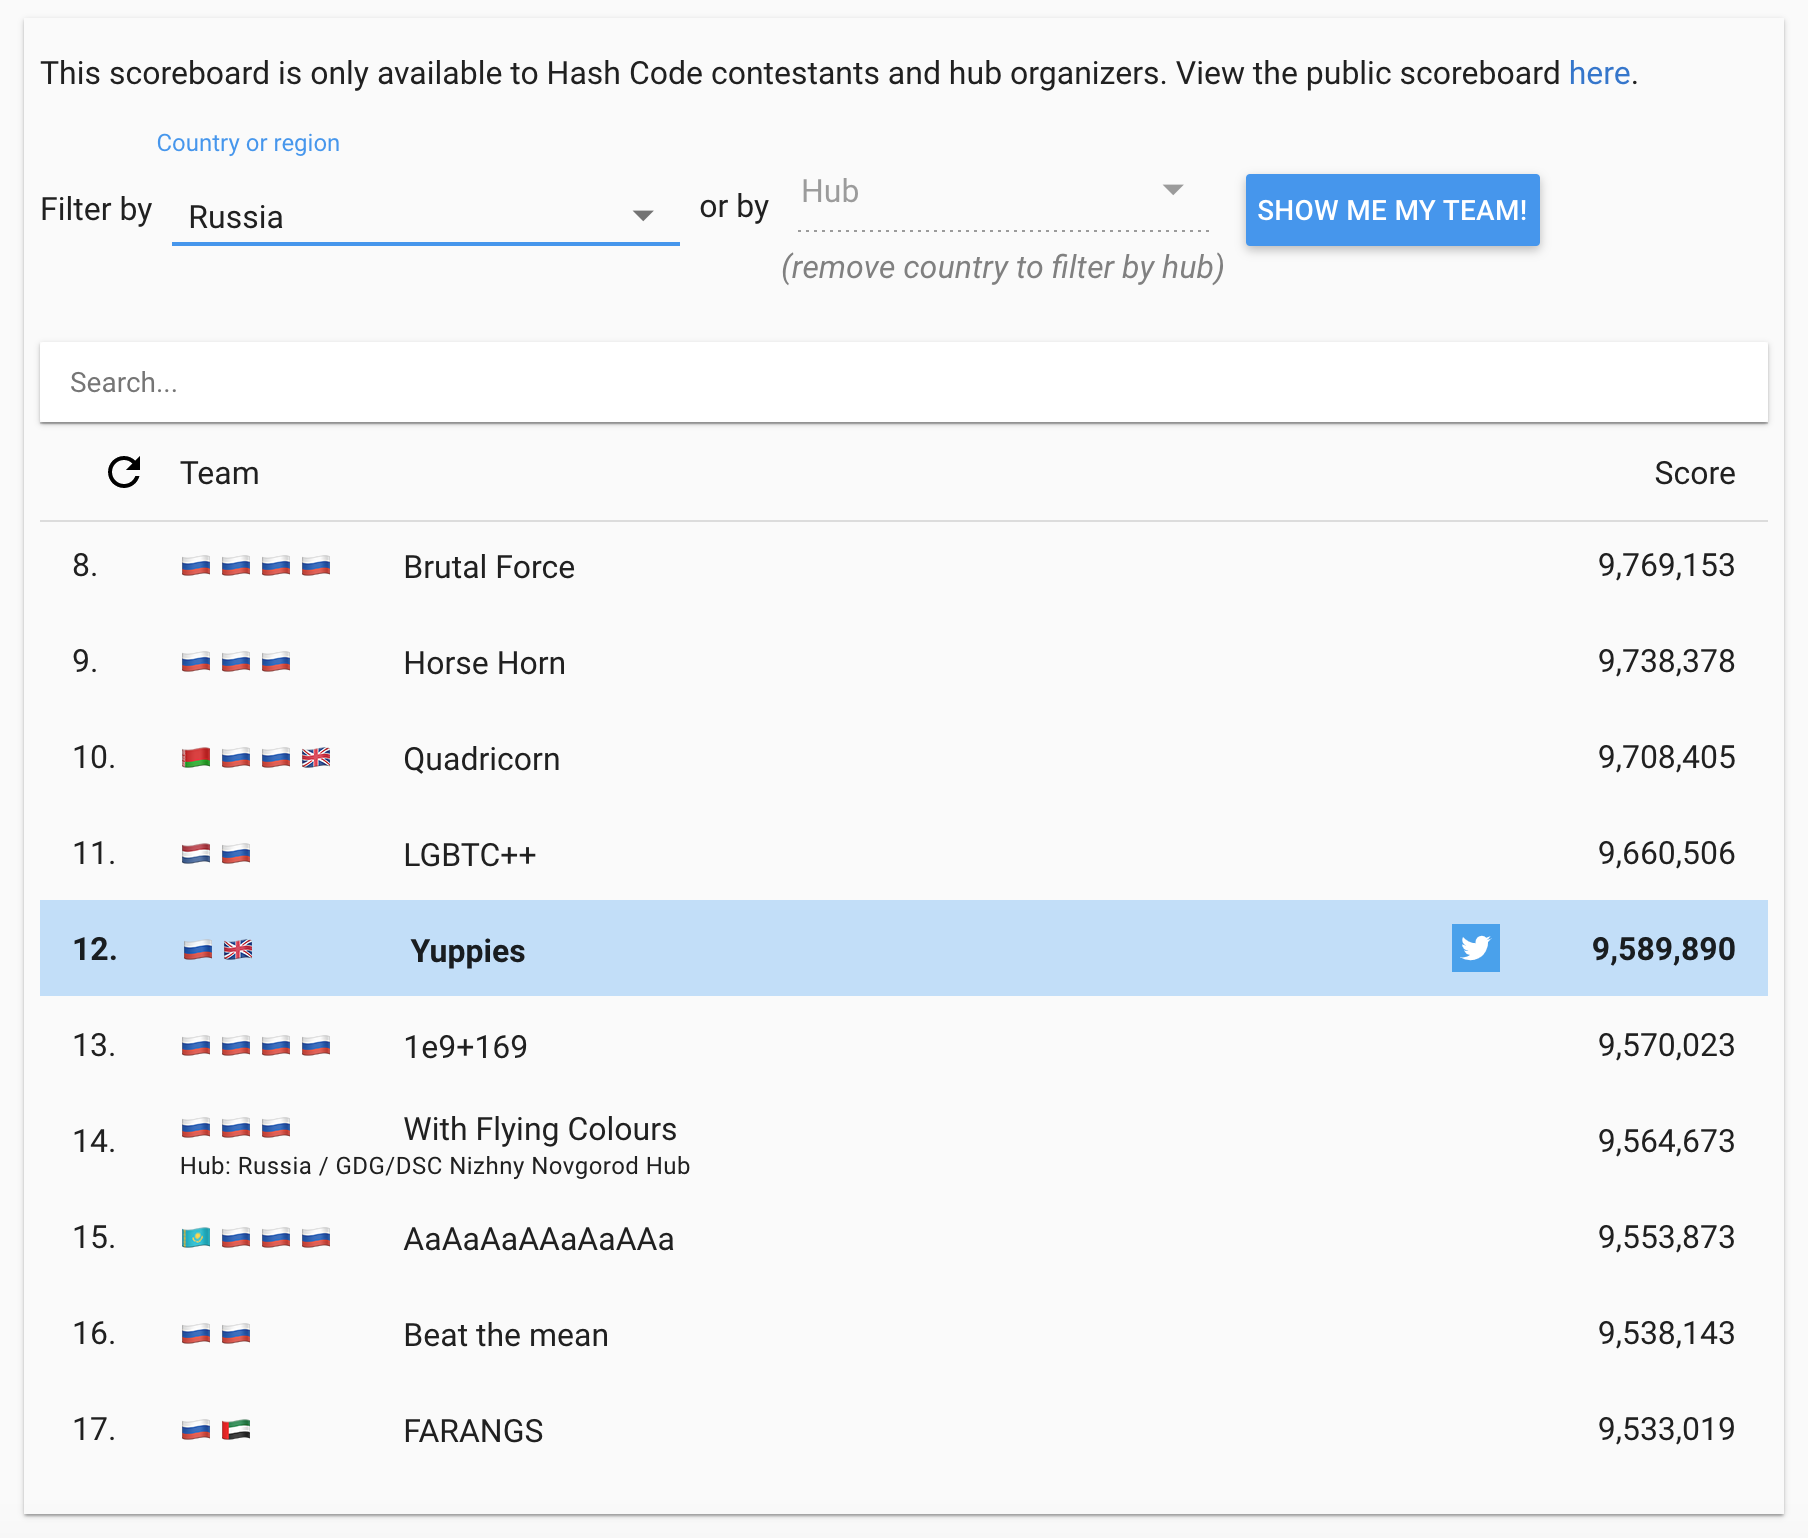 This scoreboard is only available to Hash Code contestants and hub organizers. View the public scoreboard here.
Country or region
Filter by Russia or by Hub SHOW ME MY TEAM!
(remove country to filter by hub)
Search...
Team Score
8. Brutal Force 9,769,153
9. Horse Horn 9,738,378
10. Quadricorn 9,708,405
11. LGBTC++ 9,660,506
12. Yuppies 9,589,890
13. 1e9+169 9,570,023
14. With Flying Colours 9,564,673
Hub: Russia / GDG/DSC Nizhny Novgorod Hub
15. AaAaAaAAaAaAAa 9,553,873
16. Beat the mean 9,538,143
17. FARANGS 9,533,019